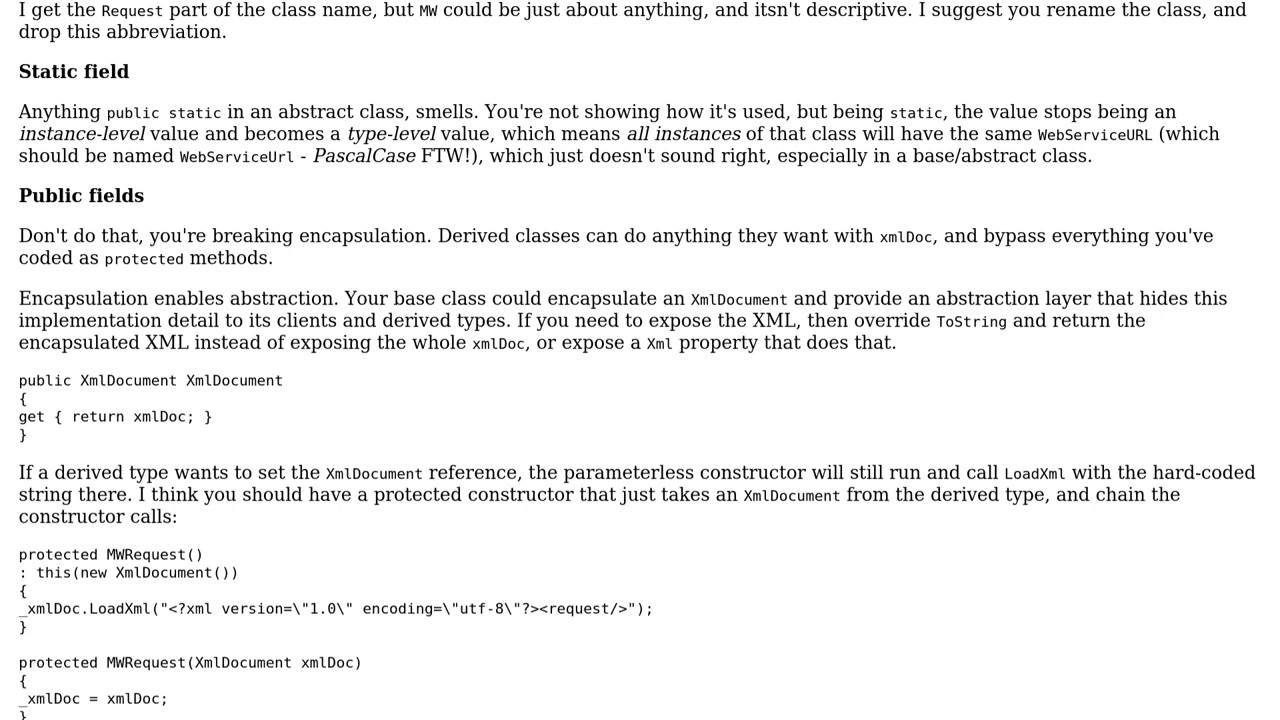 I get the Request part of the class name, but MW could be just about anything, and itsn't descriptive. I suggest you rename the class, and
drop this abbreviation.
Static field
Anything public static in an abstract class, smells. You're not showing how it's used, but being static, the value stops being an
instance-level value and becomes a type-level value, which means all instances of that class will have the same WebServiceURL (which
should be named WebServiceUrl - PascalCase FTW!), which just doesn't sound right, especially in a base/abstract class.
Public fields
Don't do that, you're breaking encapsulation. Derived classes can do anything they want with xmlDoc, and bypass everything you've
coded as protected methods.
Encapsulation enables abstraction. Your base class could encapsulate an XmlDocument and provide an abstraction layer that hides this
implementation detail to its clients and derived types. If you need to expose the XML, then override ToString and return the
encapsulated XML instead of exposing the whole xmlDoc, or expose a Xml property that does that.
public XmlDocument XmlDocument
{
get { return xmlDoc; }
}
If a derived type wants to set the XmlDocument reference, the parameterless constructor will still run and call LoadXml with the hard-coded
string there. I think you should have a protected constructor that just takes an XmlDocument from the derived type, and chain the
constructor calls:
protected MWRequest()
: this(new XmlDocument())
{
_xmlDoc.LoadXml("<?xml version=\"1.0\" encoding=\"utf-8\"?><request/>");
}
protected MWRequest(XmlDocument xmlDoc)
{
_xmlDoc = xmlDoc;
}